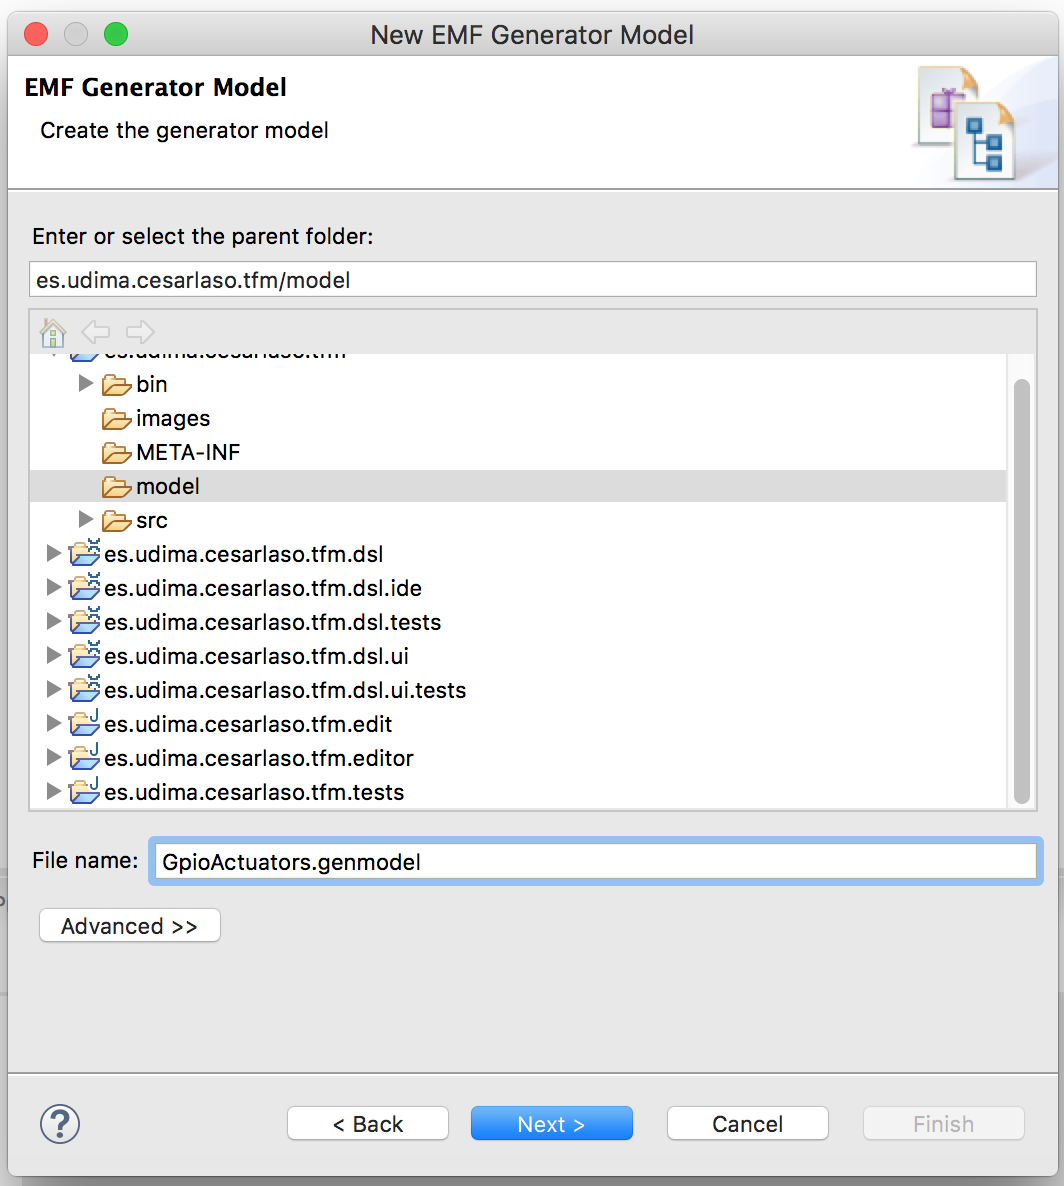 New EMF Generator Model
EMF Generator Model
Create the generator model
Enter or select the parent folder:
es.udima.cesarlaso.tfm/model
es.udima.cesarlaso.tfm
bin
images
META-INF
model
src
es.udima.cesarlaso.tfm.dsl
es.udima.cesarlaso.tfm.dsl.ide
es.udima.cesarlaso.tfm.dsl.tests
es.udima.cesarlaso.tfm.dsl.ui
es.udima.cesarlaso.tfm.dsl.ui.tests
es.udima.cesarlaso.tfm.edit
es.udima.cesarlaso.tfm.editor
es.udima.cesarlaso.tfm.tests
File name: GpioActuators.genmodel
Advanced >>
? < Back Next > Cancel Finish